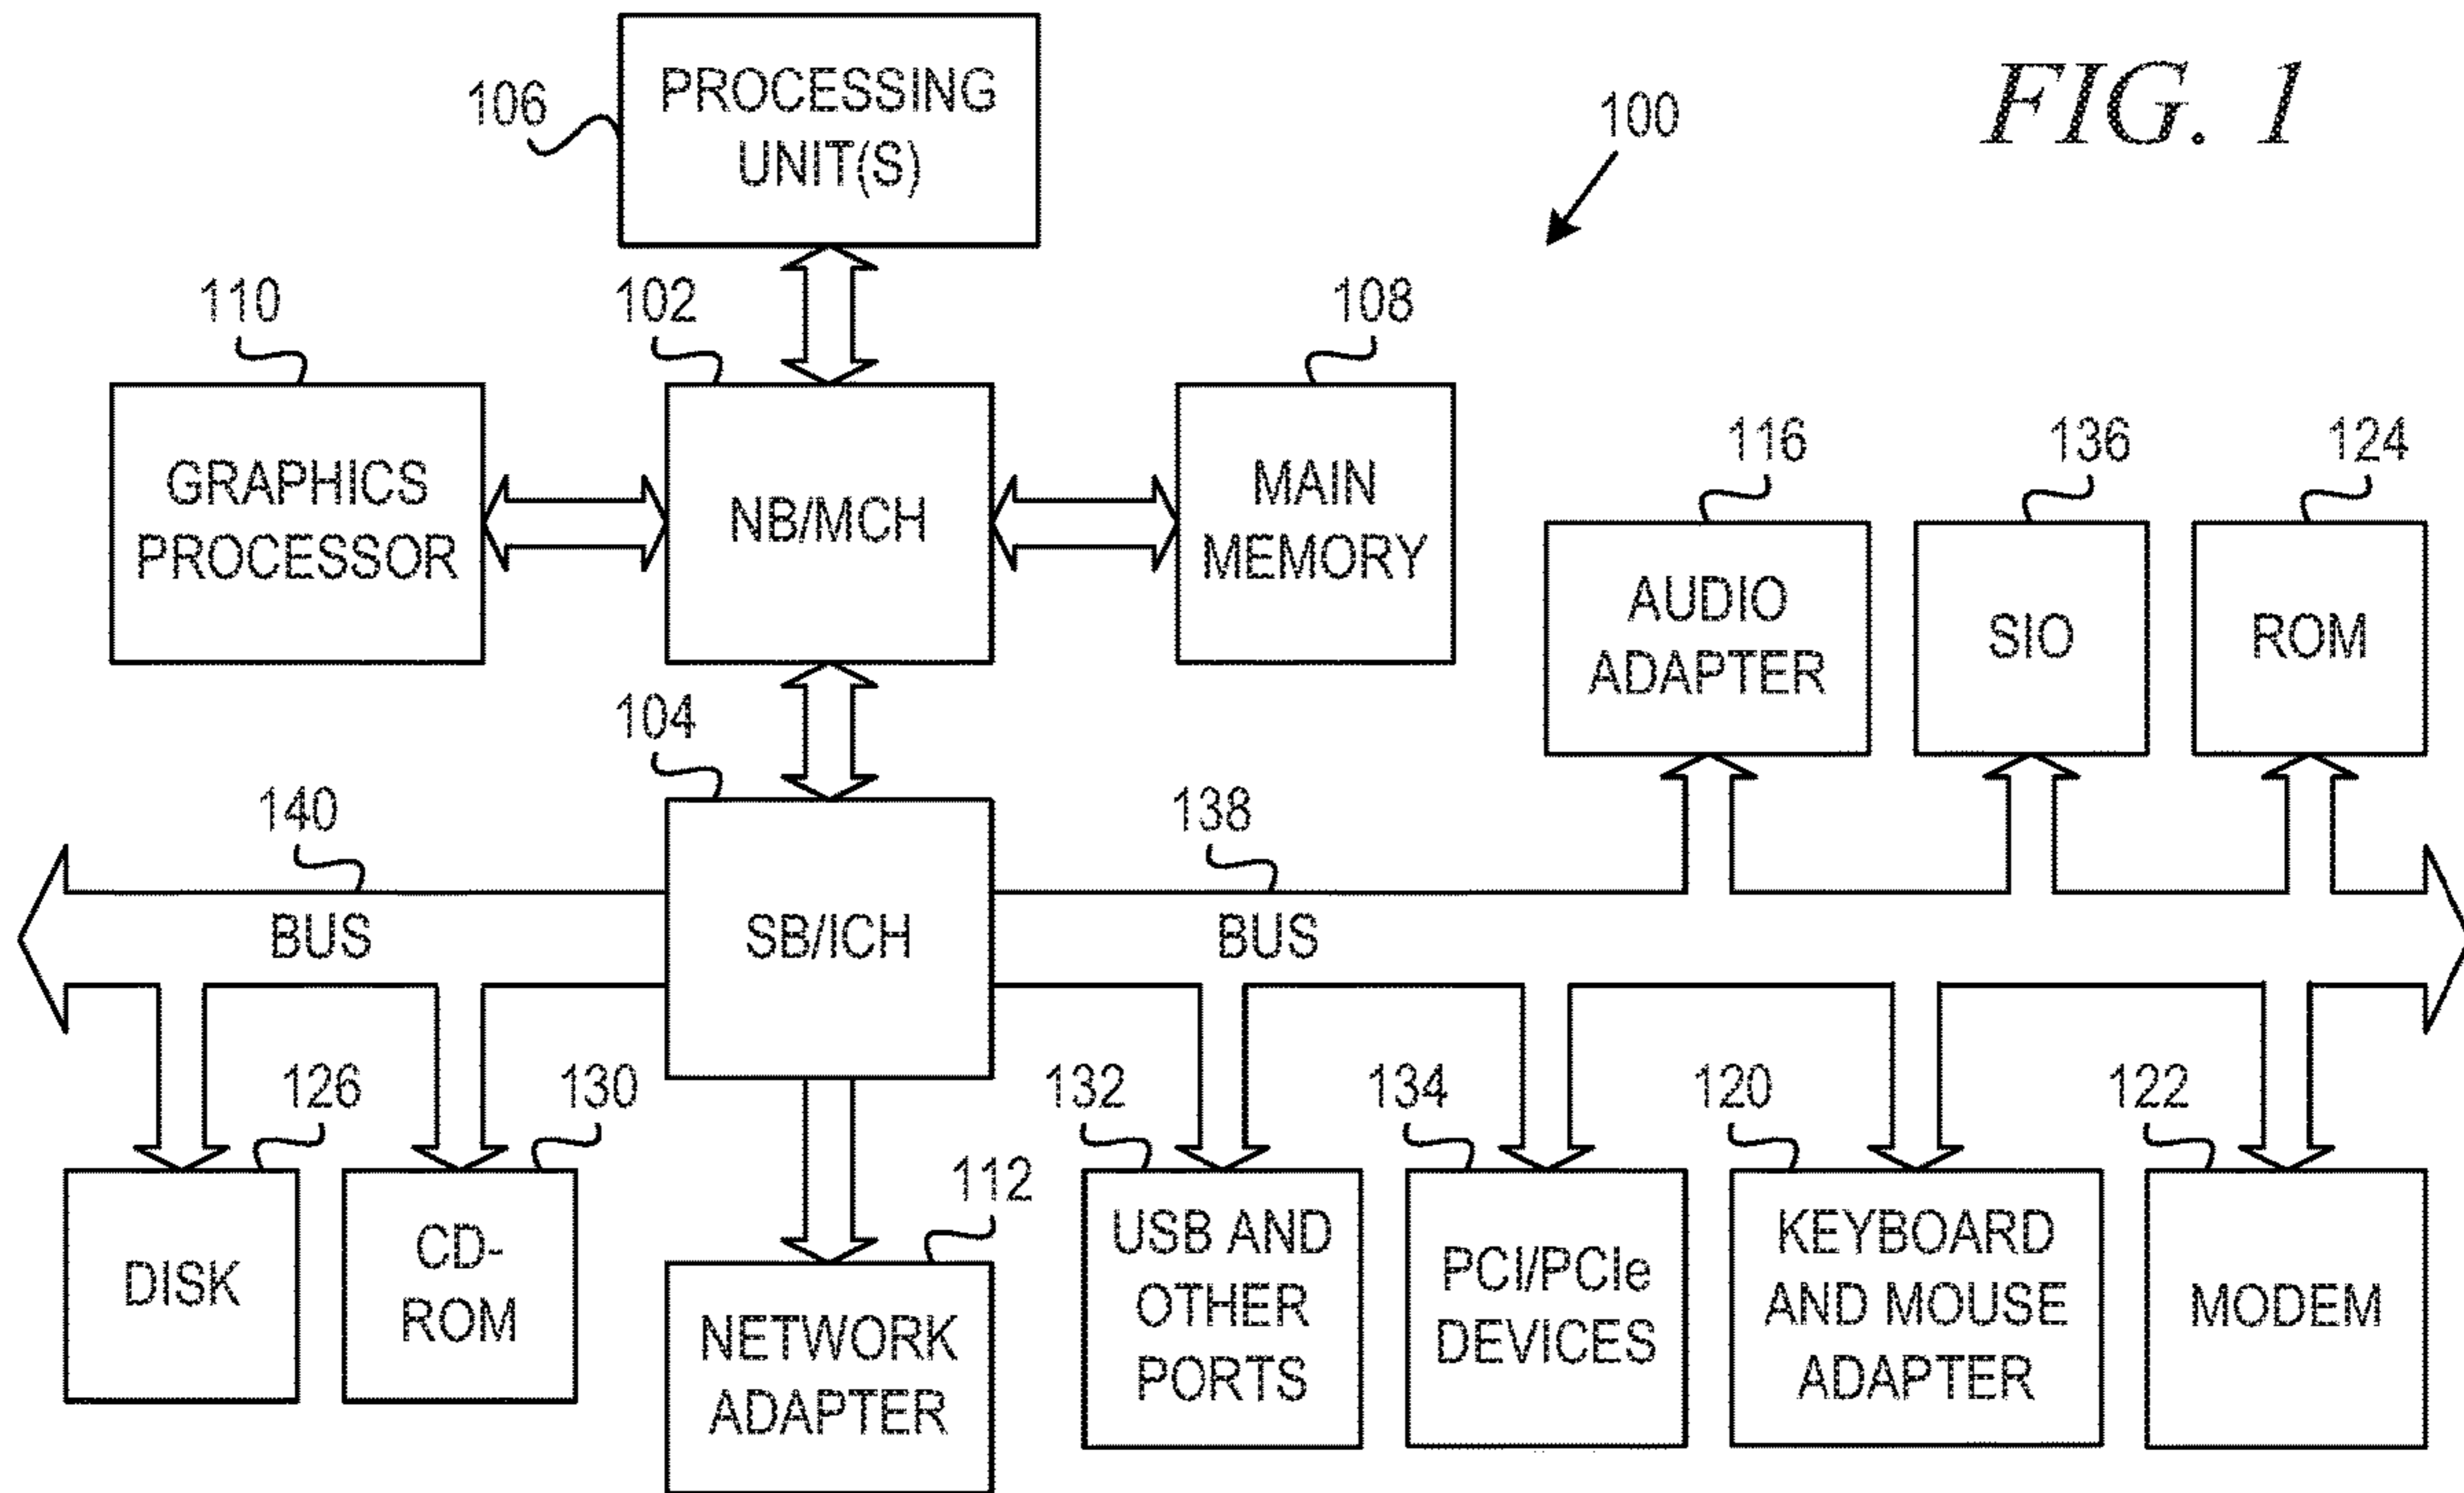 FIG. 1
100
106
PROCESSING
UNIT(S)
110
102
108
GRAPHICS
PROCESSOR
NB/MCH
MAIN
MEMORY
116
136
124
AUDIO
ADAPTER
SIO
ROM
104
140
138
BUS
SB/ICH
BUS
126
130
112
132
134
120
122
DISK
CD-
ROM
NETWORK
ADAPTER
USB AND
OTHER
PORTS
PCI/PCIe
DEVICES
KEYBOARD
AND MOUSE
ADAPTER
MODEM